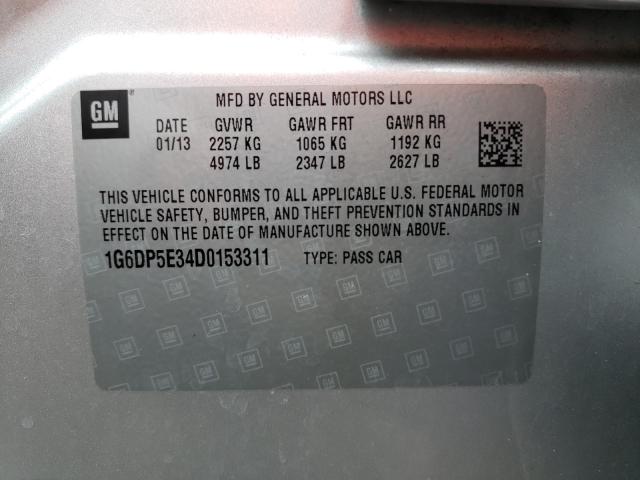 GM
MFD BY GENERAL MOTORS LLC
DATE GVWR GAWR FRT GAWR RR
01/13 2257 KG 1065 KG 1192 KG
4974 LB 2347 LB 2627 LB
THIS VEHICLE CONFORMS TO ALL APPLICABLE U.S. FEDERAL MOTOR
VEHICLE SAFETY, BUMPER, AND THEFT PREVENTION STANDARDS IN
EFFECT ON THE DATE OF MANUFACTURE SHOWN ABOVE.
1G6DP5E34D0153311 TYPE: PASS CAR